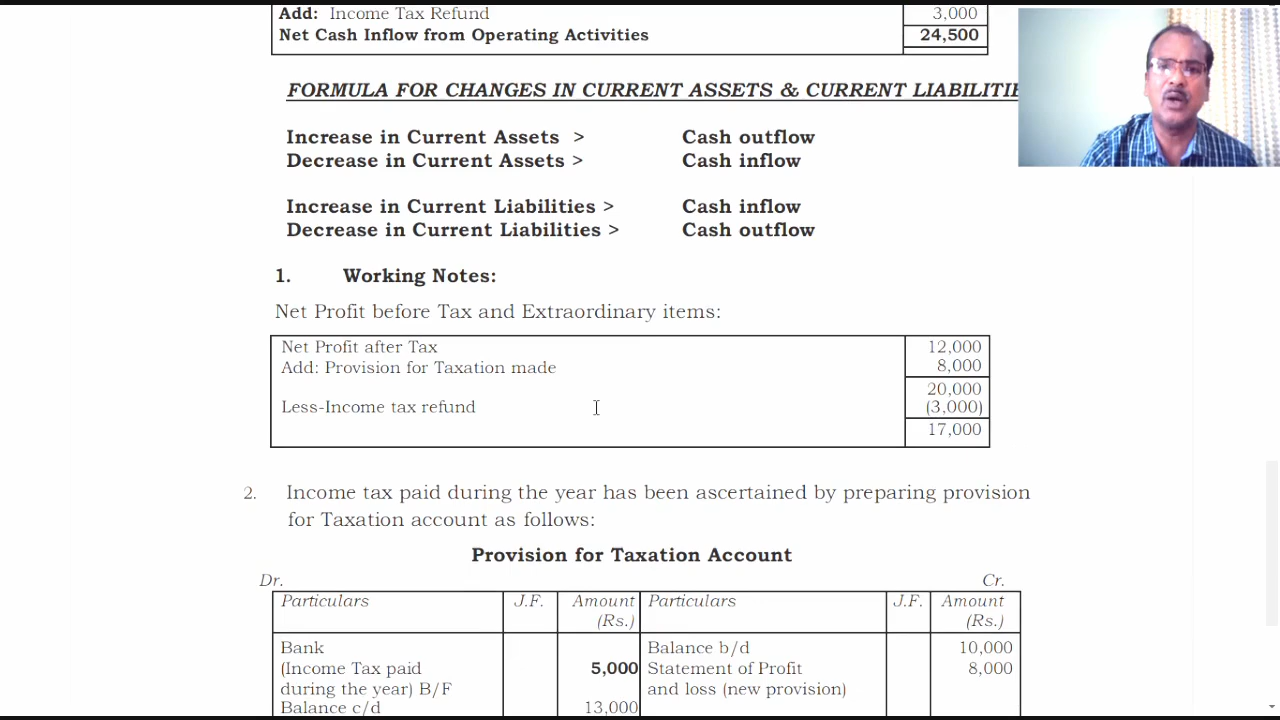 Add: Income Tax Refund 3,000
Net Cash Inflow from Operating Activities 24,500
FORMULA FOR CHANGES IN CURRENT ASSETS & CURRENT LIABILITIE
Increase in Current Assets > Cash outflow
Decrease in Current Assets > Cash inflow
Increase in Current Liabilities > Cash inflow
Decrease in Current Liabilities > Cash outflow
1. Working Notes:
Net Profit before Tax and Extraordinary items:
Net Profit after Tax 12,000
Add: Provision for Taxation made 8,000
20,000
Less-Income tax refund (3,000)
17,000
2. Income tax paid during the year has been ascertained by preparing provision
for Taxation account as follows:
Provision for Taxation Account
Dr. Cr.
Particulars J.F. Amount Particulars J.F. Amount
(Rs.) (Rs.)
Bank Balance b/d 10,000
(Income Tax paid 5,000 Statement of Profit 8,000
during the year) B/F and loss (new provision)
Balance c/d 13,000